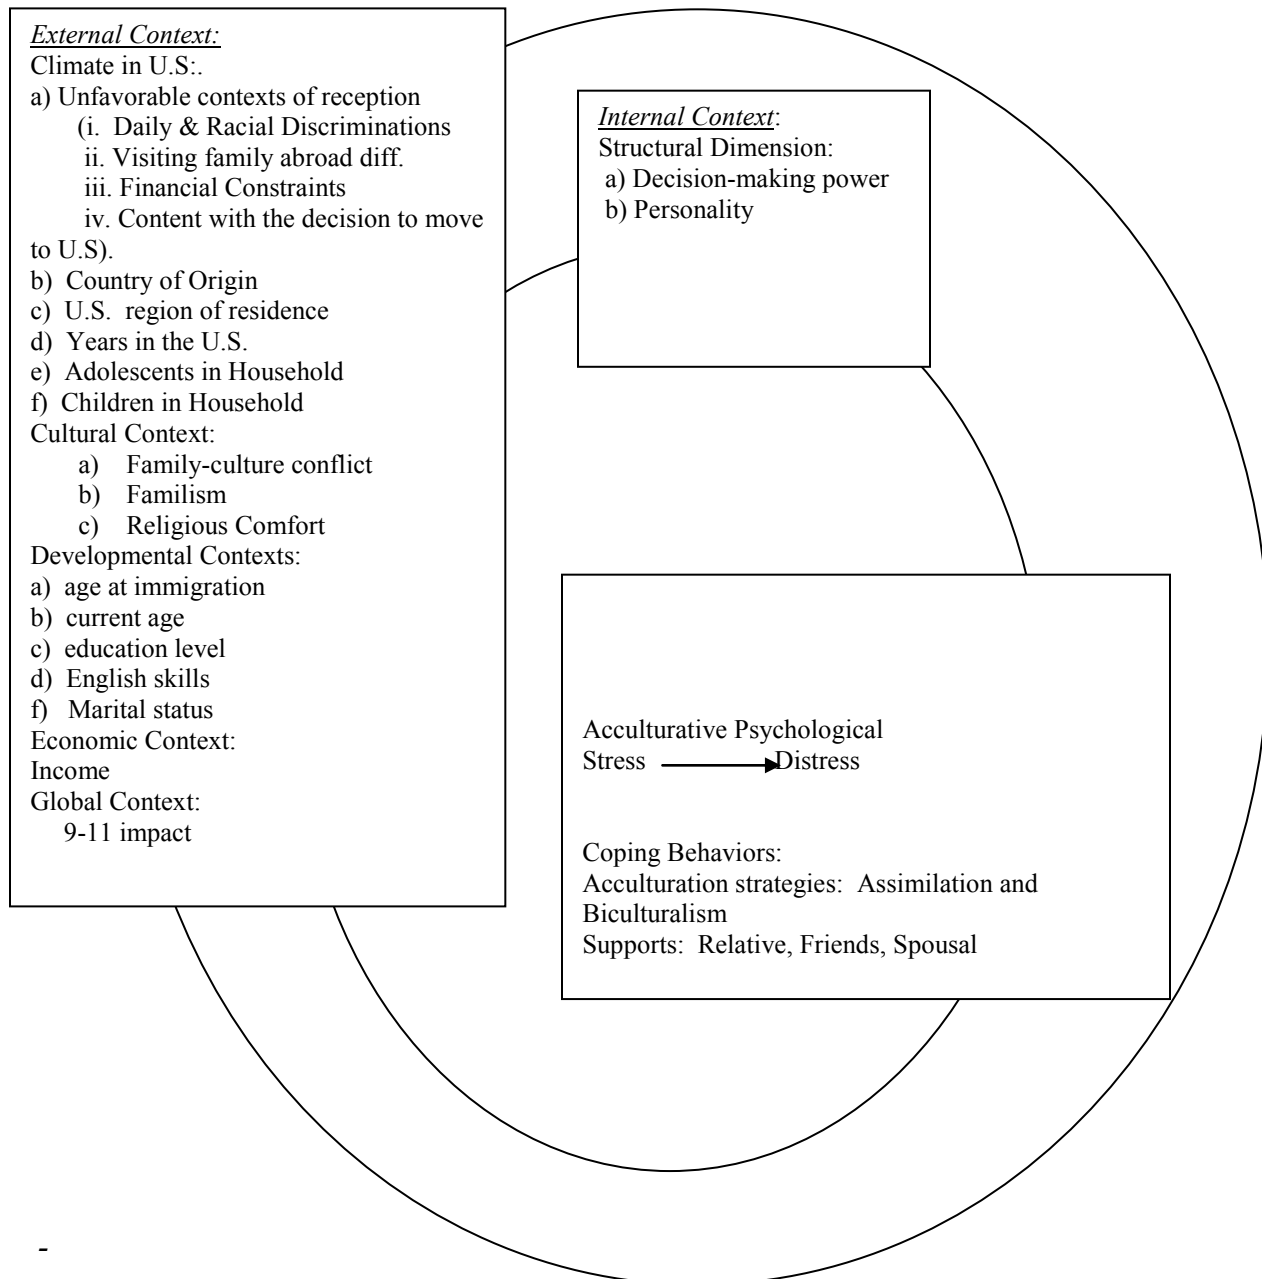 External Context:
Climate in U.S:.
a) Unfavorable contexts of reception
(i. Daily & Racial Discriminations
ii. Visiting family abroad diff.
iii. Financial Constraints
iv. Content with the decision to move
to U.S).
b) Country of Origin
c) U.S. region of residence
d) Years in the U.S.
e) Adolescents in Household
f) Children in Household
Cultural Context:
a) Family-culture conflict
b) Familism
c) Religious Comfort
Developmental Contexts:
a) age at immigration
b) current age
c) education level
d) English skills
f) Marital status
Economic Context:
Income
Global Context:
9-11 impact
Internal Context:
Structural Dimension:
a) Decision-making power
b) Personality
Acculturative Psychological
Stress Distress
Coping Behaviors:
Acculturation strategies: Assimilation and
Biculturalism
Supports: Relative, Friends, Spousal
-